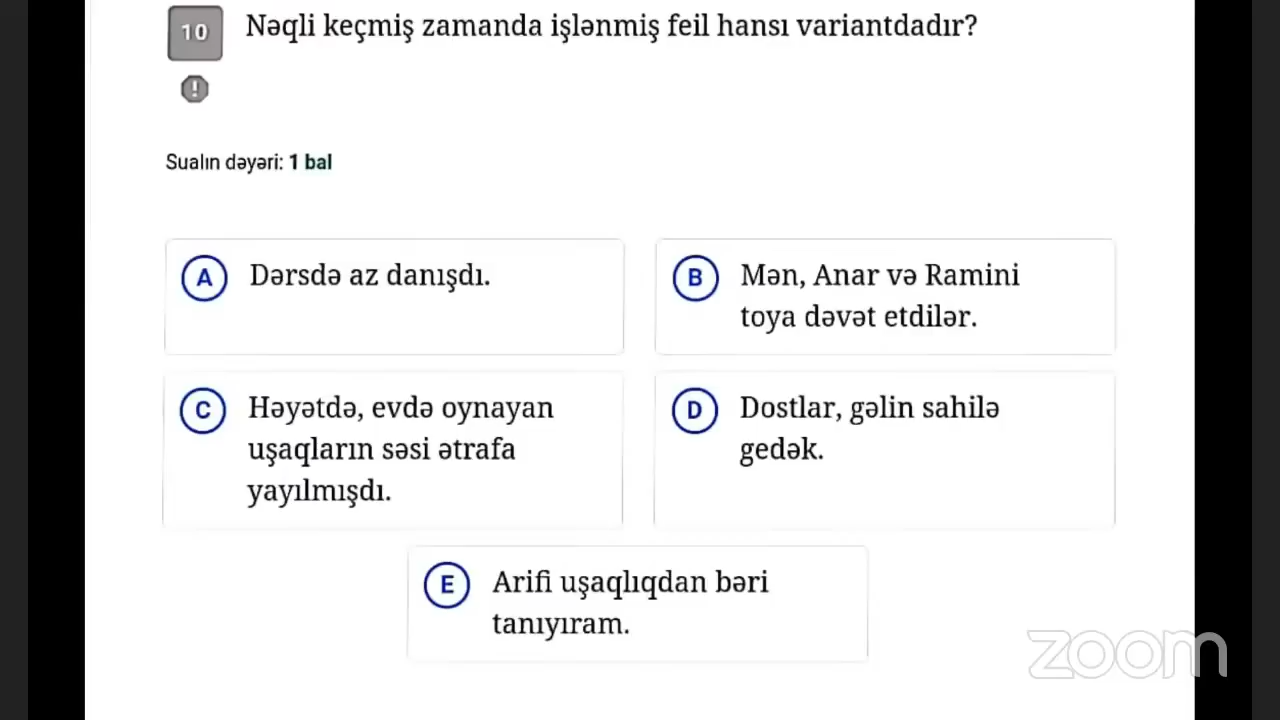 10
Nəqli keçmiş zamanda işlənmiş feil hansı variantdadır?
!
Sualın dəyəri: 1 bal
A
Dərsdə az danışdı.
B
Mən, Anar və Ramini
toya dəvət etdilər.
C
Həyətdə, evdə oynayan
uşaqların səsi ətrafa
yayılmışdı.
D
Dostlar, gəlin sahilə
gedək.
E
Arifi uşaqlıqdan bəri
tanıyıram.
zoom